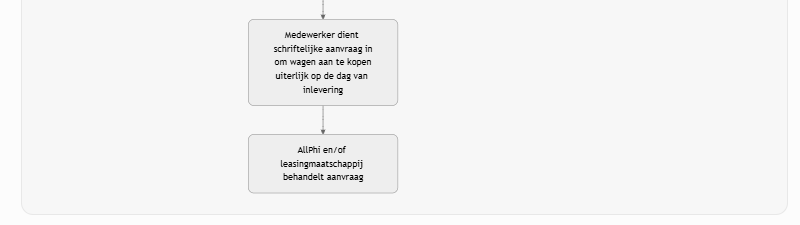 Medewerker dient
schriftelijke aanvraag in
om wagen aan te kopen
uiterlijk op de dag van
inlevering
AllPhi en/of
leasingmaatschappij
behandelt aanvraag